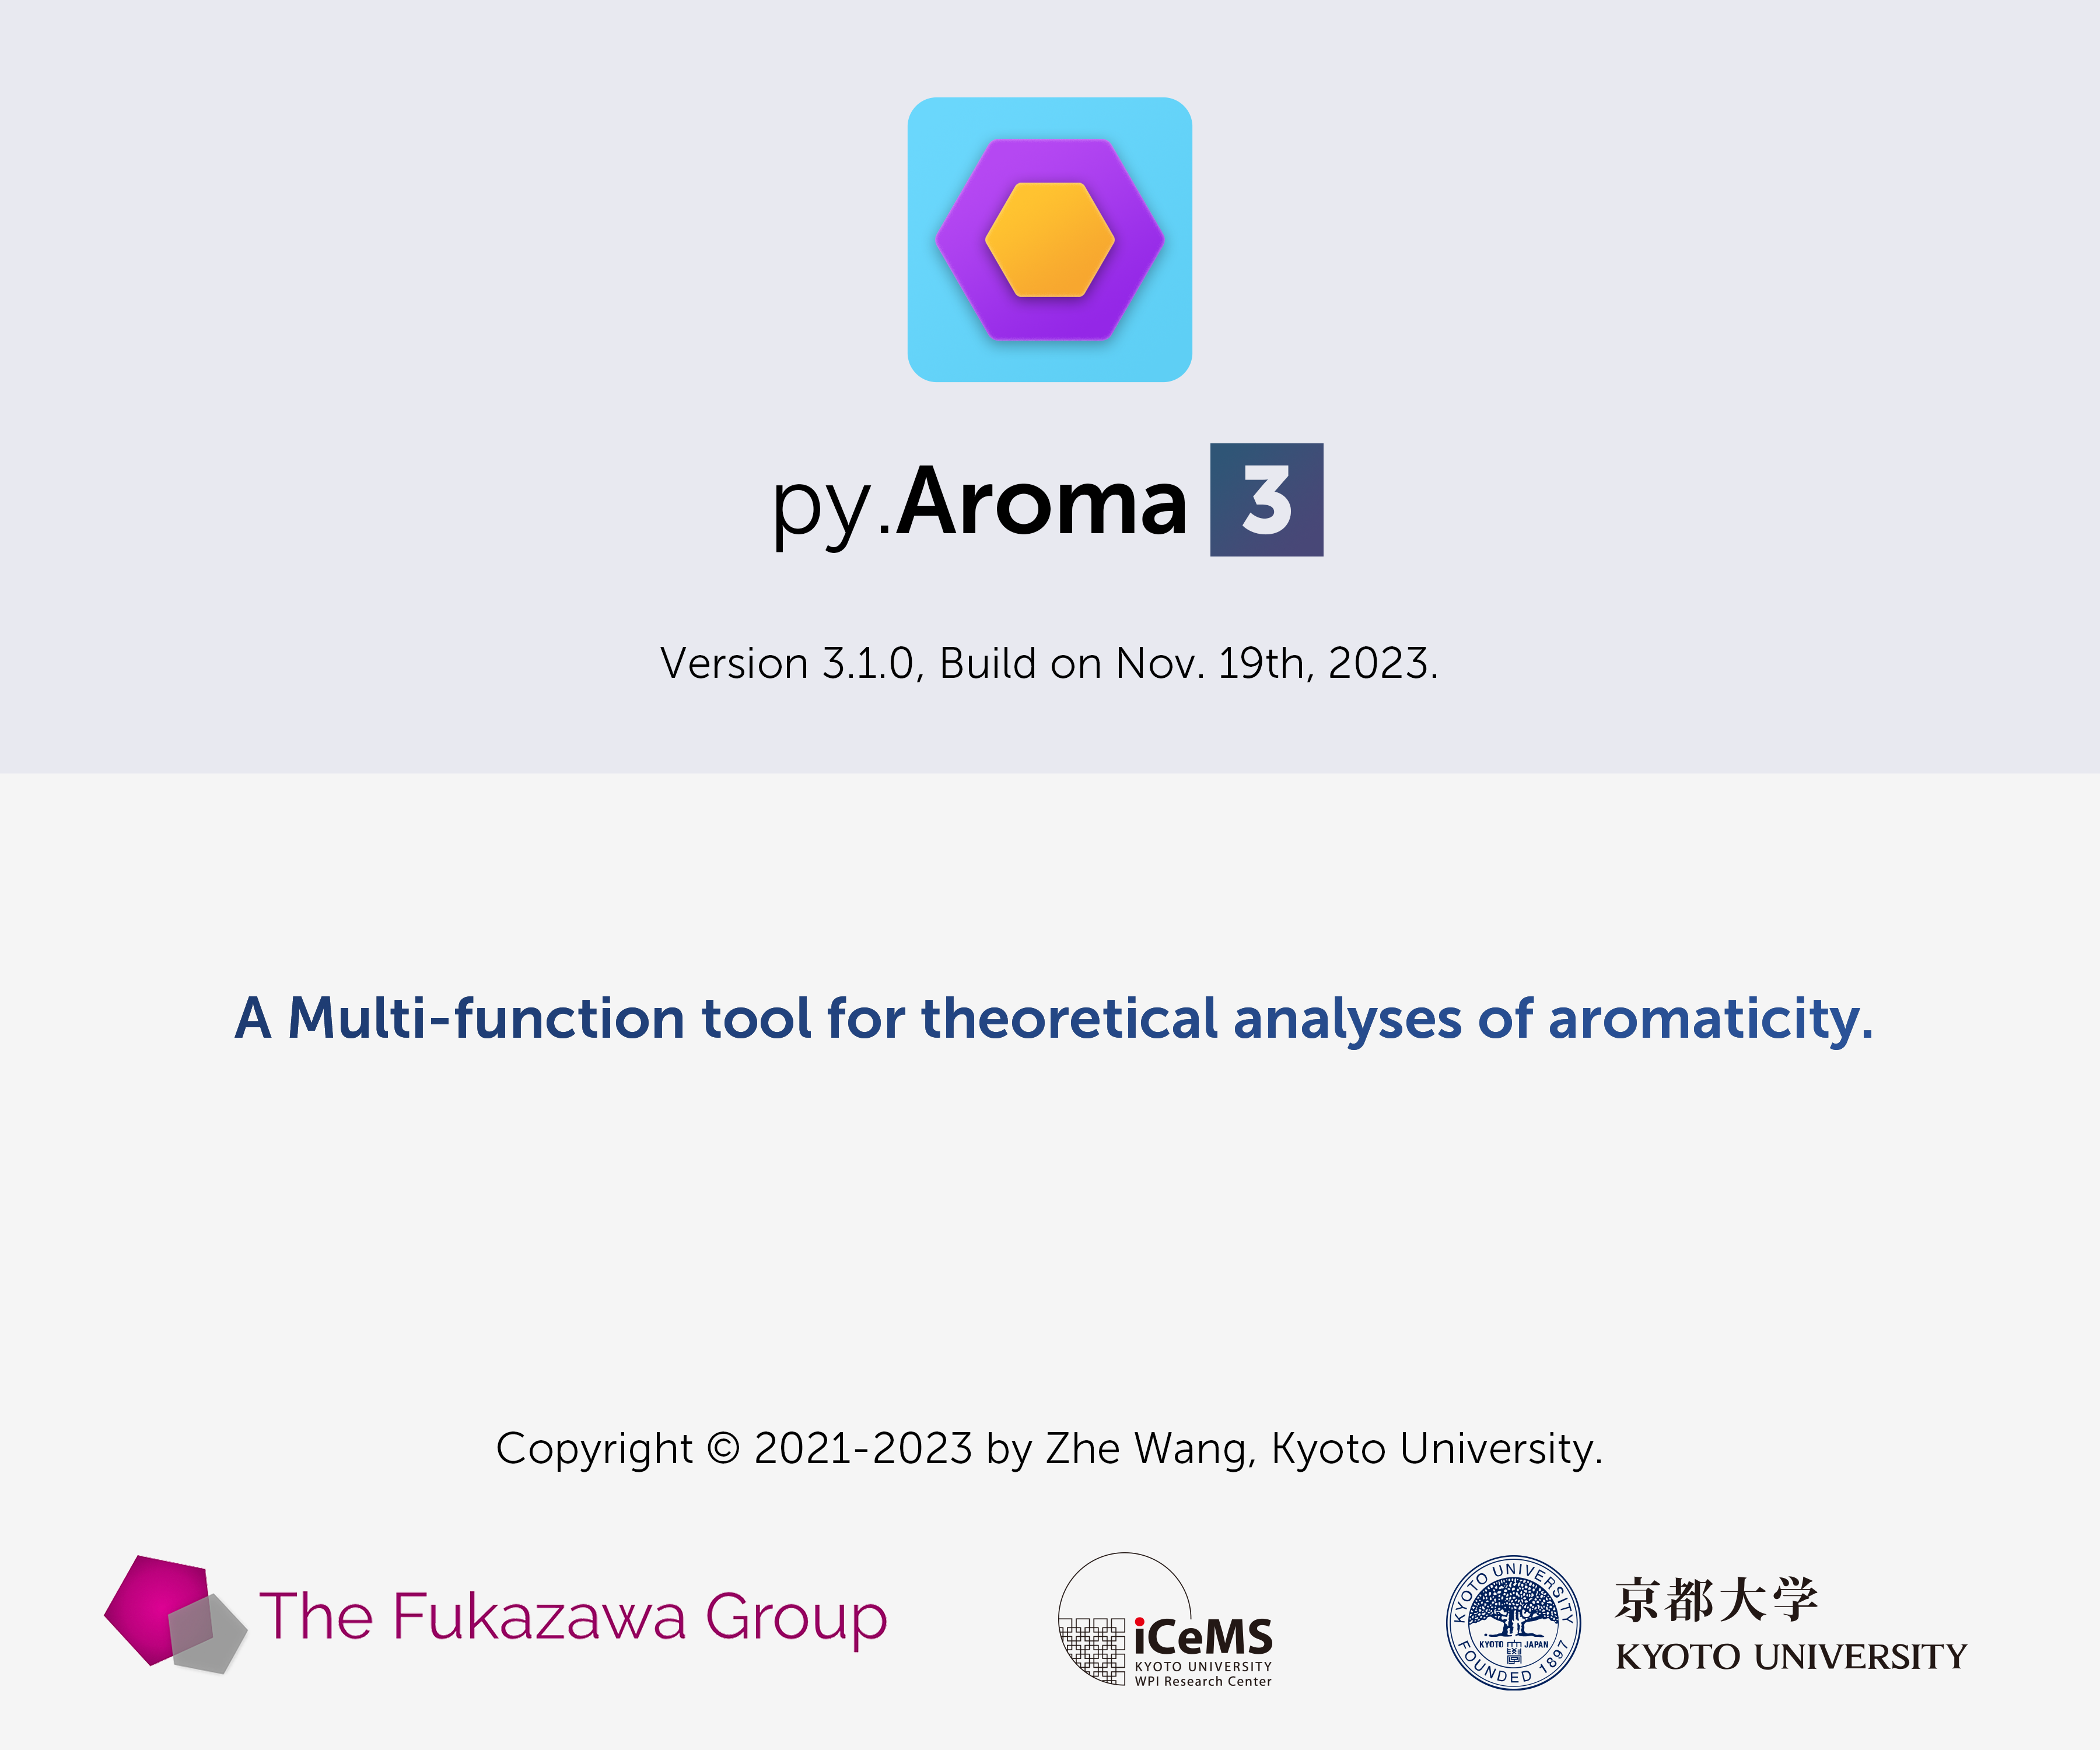 py.Aroma 3
Version 3.1.0, Build on Nov. 19th, 2023.
A Multi-function tool for theoretical analyses of aromaticity.
Copyright © 2021-2023 by Zhe Wang, Kyoto University.
The Fukazawa Group
iCeMS
KYOTO UNIVERSITY
WPI Research Center
KYOTO UNIVERSITY
KYOTO JAPAN
FOUNDED 1897
京都大学
KYOTO UNIVERSITY